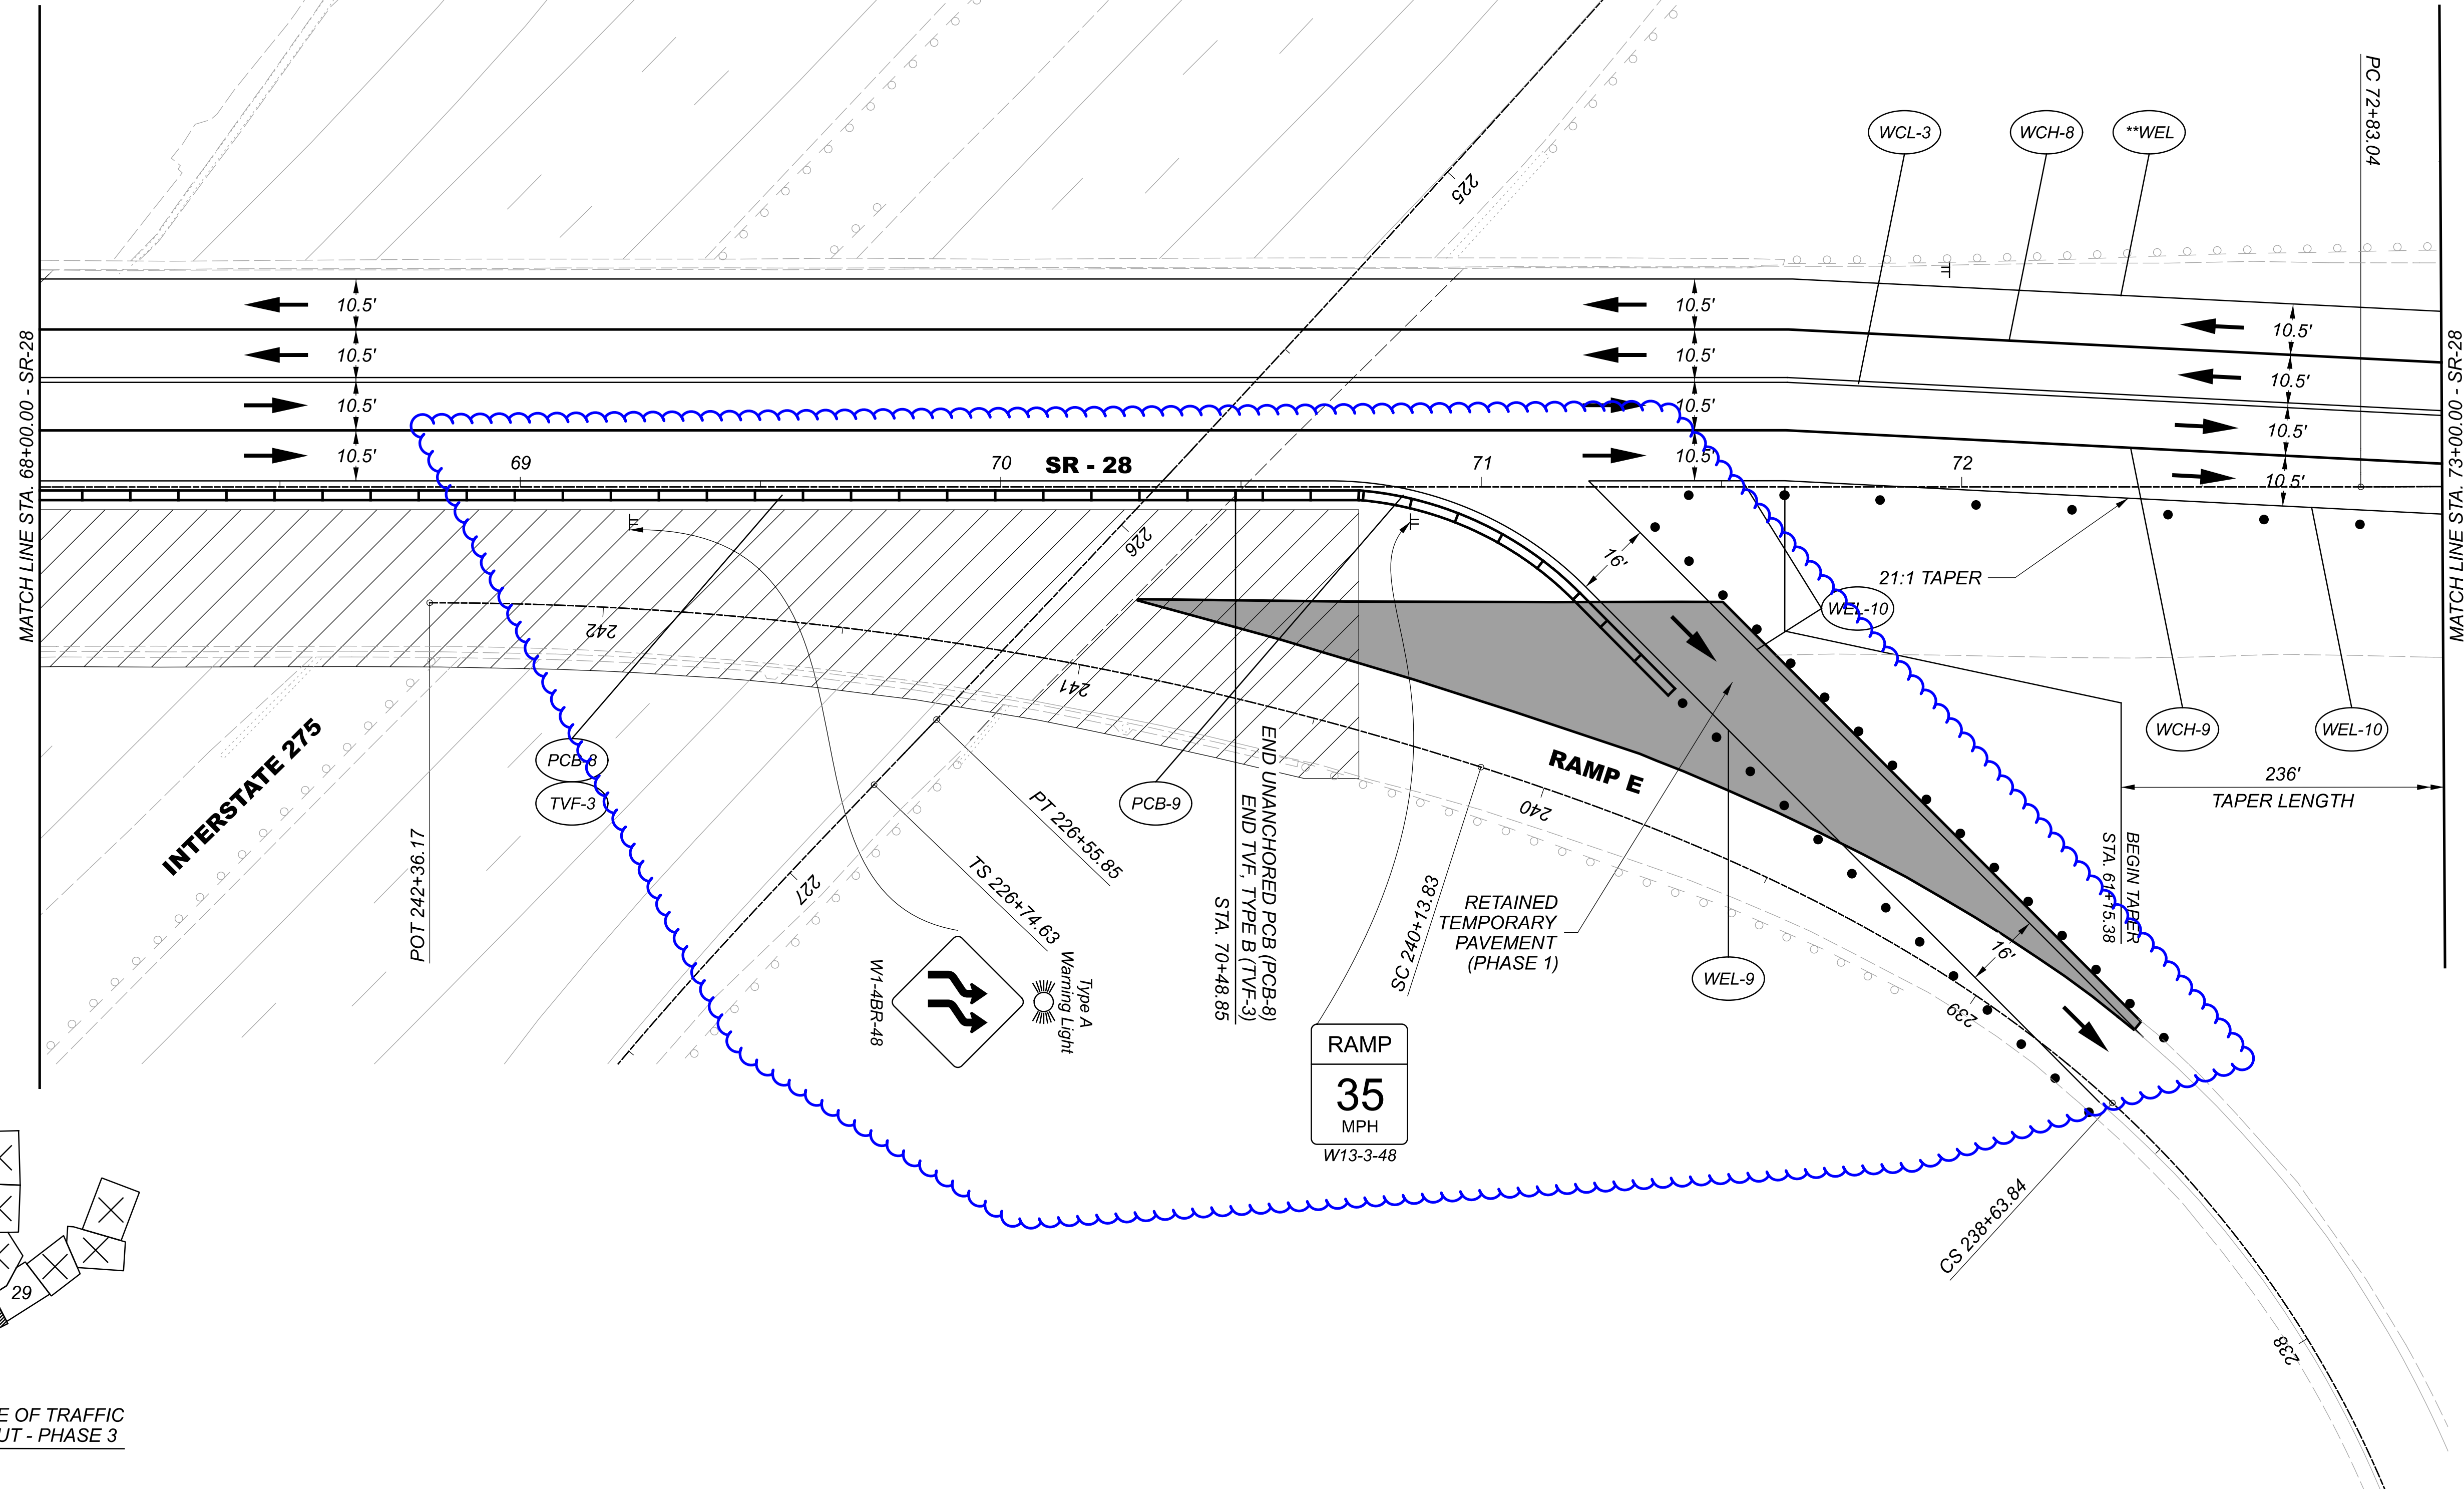 MATCH LINE STA. 68+00.00 - SR-28
MATCH LINE STA. 73+00.00 - SR-28
PC 72+83.04
WCL-3
WCH-8
**WEL
225
10.5'
10.5'
10.5'
10.5'
10.5'
10.5'
10.5'
10.5'
10.5'
10.5'
10.5'
10.5'
69
70
SR - 28
71
72
226
16'
21:1 TAPER
WEL-10
242
241
INTERSTATE 275
PCB-8
TVF-3
PCB-9
RAMP E
240
WCH-9
WEL-10
236'
TAPER LENGTH
BEGIN TAPER
STA. 61+15.38
POT 242+36.17
PT 226+55.85
TS 226+74.63
227
END UNANCHORED PCB (PCB-8)
END TVF, TYPE B (TVF-3)
STA. 70+48.85
SC 240+13.83
RETAINED
TEMPORARY
PAVEMENT
(PHASE 1)
WEL-9
16'
239
W1-4BR-48
Type A
Warning Light
RAMP
35
MPH
W13-3-48
CS 238+63.84
238
29
E OF TRAFFIC
UT - PHASE 3